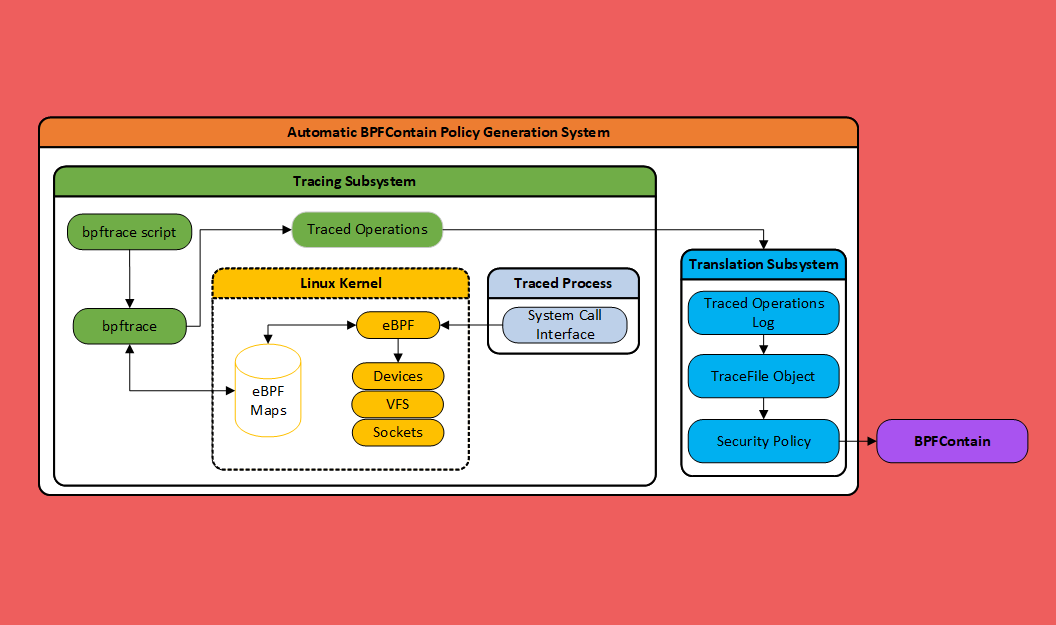 Automatic BPFContain Policy Generation System
Tracing Subsystem
bpftrace script
Traced Operations
bpftrace
Linux Kernel
eBPF
eBPF
Maps
Devices
VFS
Sockets
Traced Process
System Call
Interface
Translation Subsystem
Traced Operations
Log
TraceFile Object
Security Policy
BPFContain